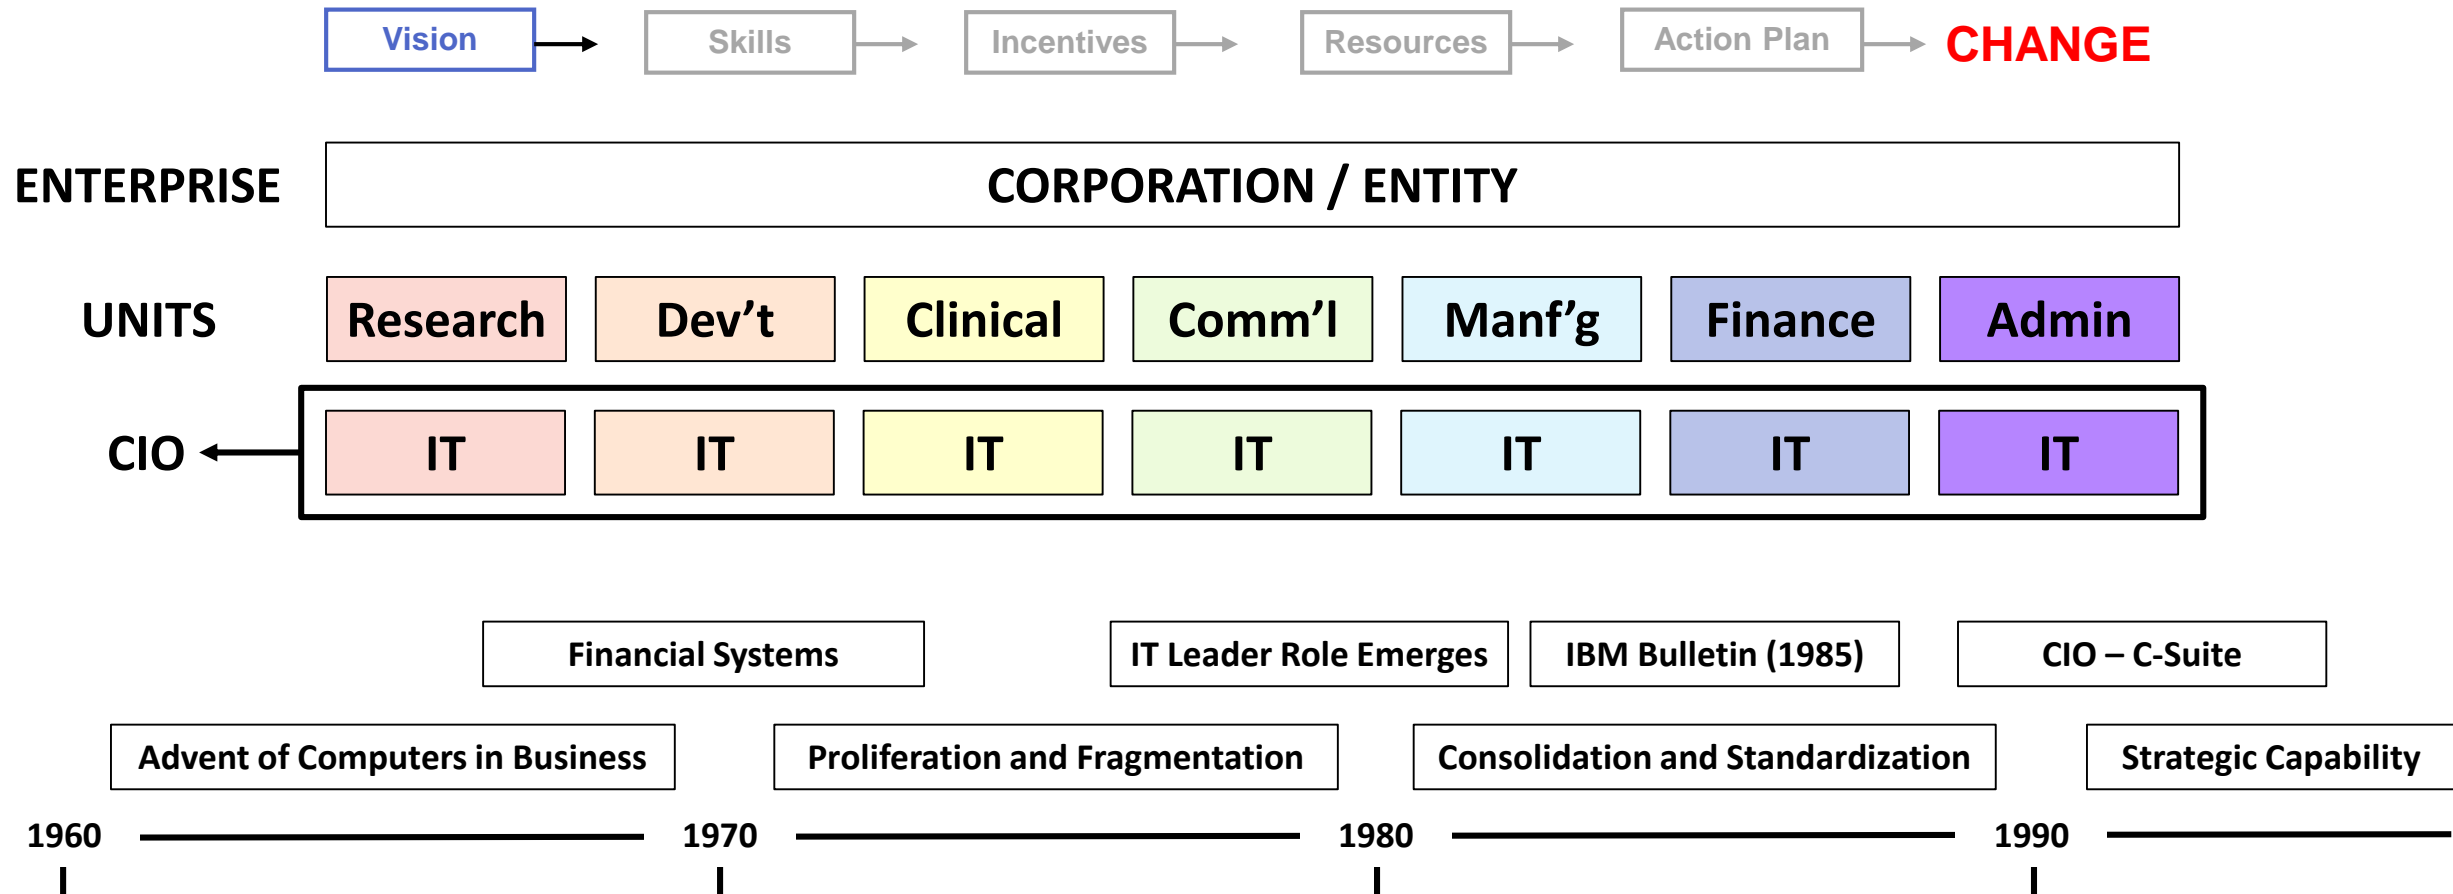 Vision Skills Incentives Resources Action Plan CHANGE
ENTERPRISE CORPORATION / ENTITY
UNITS Research Dev’t Clinical Comm’l Manf’g Finance Admin
CIO IT IT IT IT IT IT IT
Financial Systems IT Leader Role Emerges IBM Bulletin (1985) CIO – C-Suite
Advent of Computers in Business Proliferation and Fragmentation Consolidation and Standardization Strategic Capability
1960 1970 1980 1990